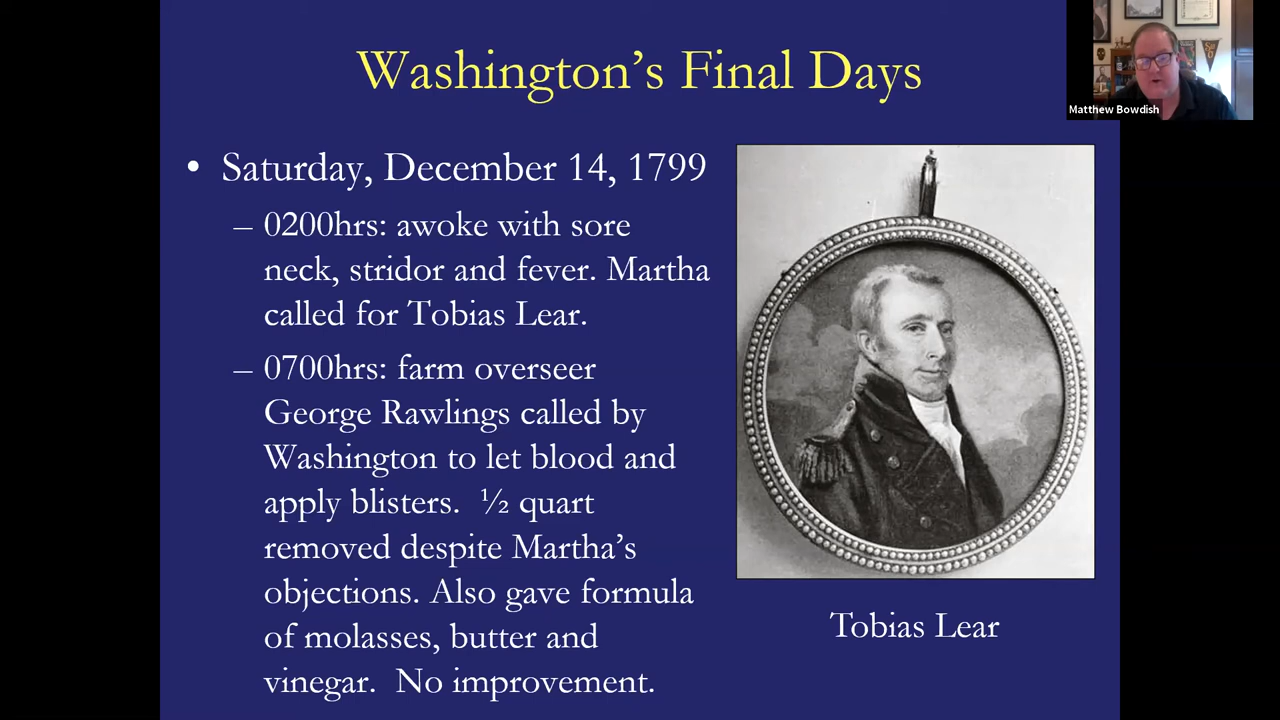 Washington's Final Days
Matthew Bowdish
• Saturday, December 14, 1799
– 0200hrs: awoke with sore
neck, stridor and fever. Martha
called for Tobias Lear.
– 0700hrs: farm overseer
George Rawlings called by
Washington to let blood and
apply blisters.  ½ quart
removed despite Martha's
objections. Also gave formula
of molasses, butter and
vinegar.  No improvement.
Tobias Lear